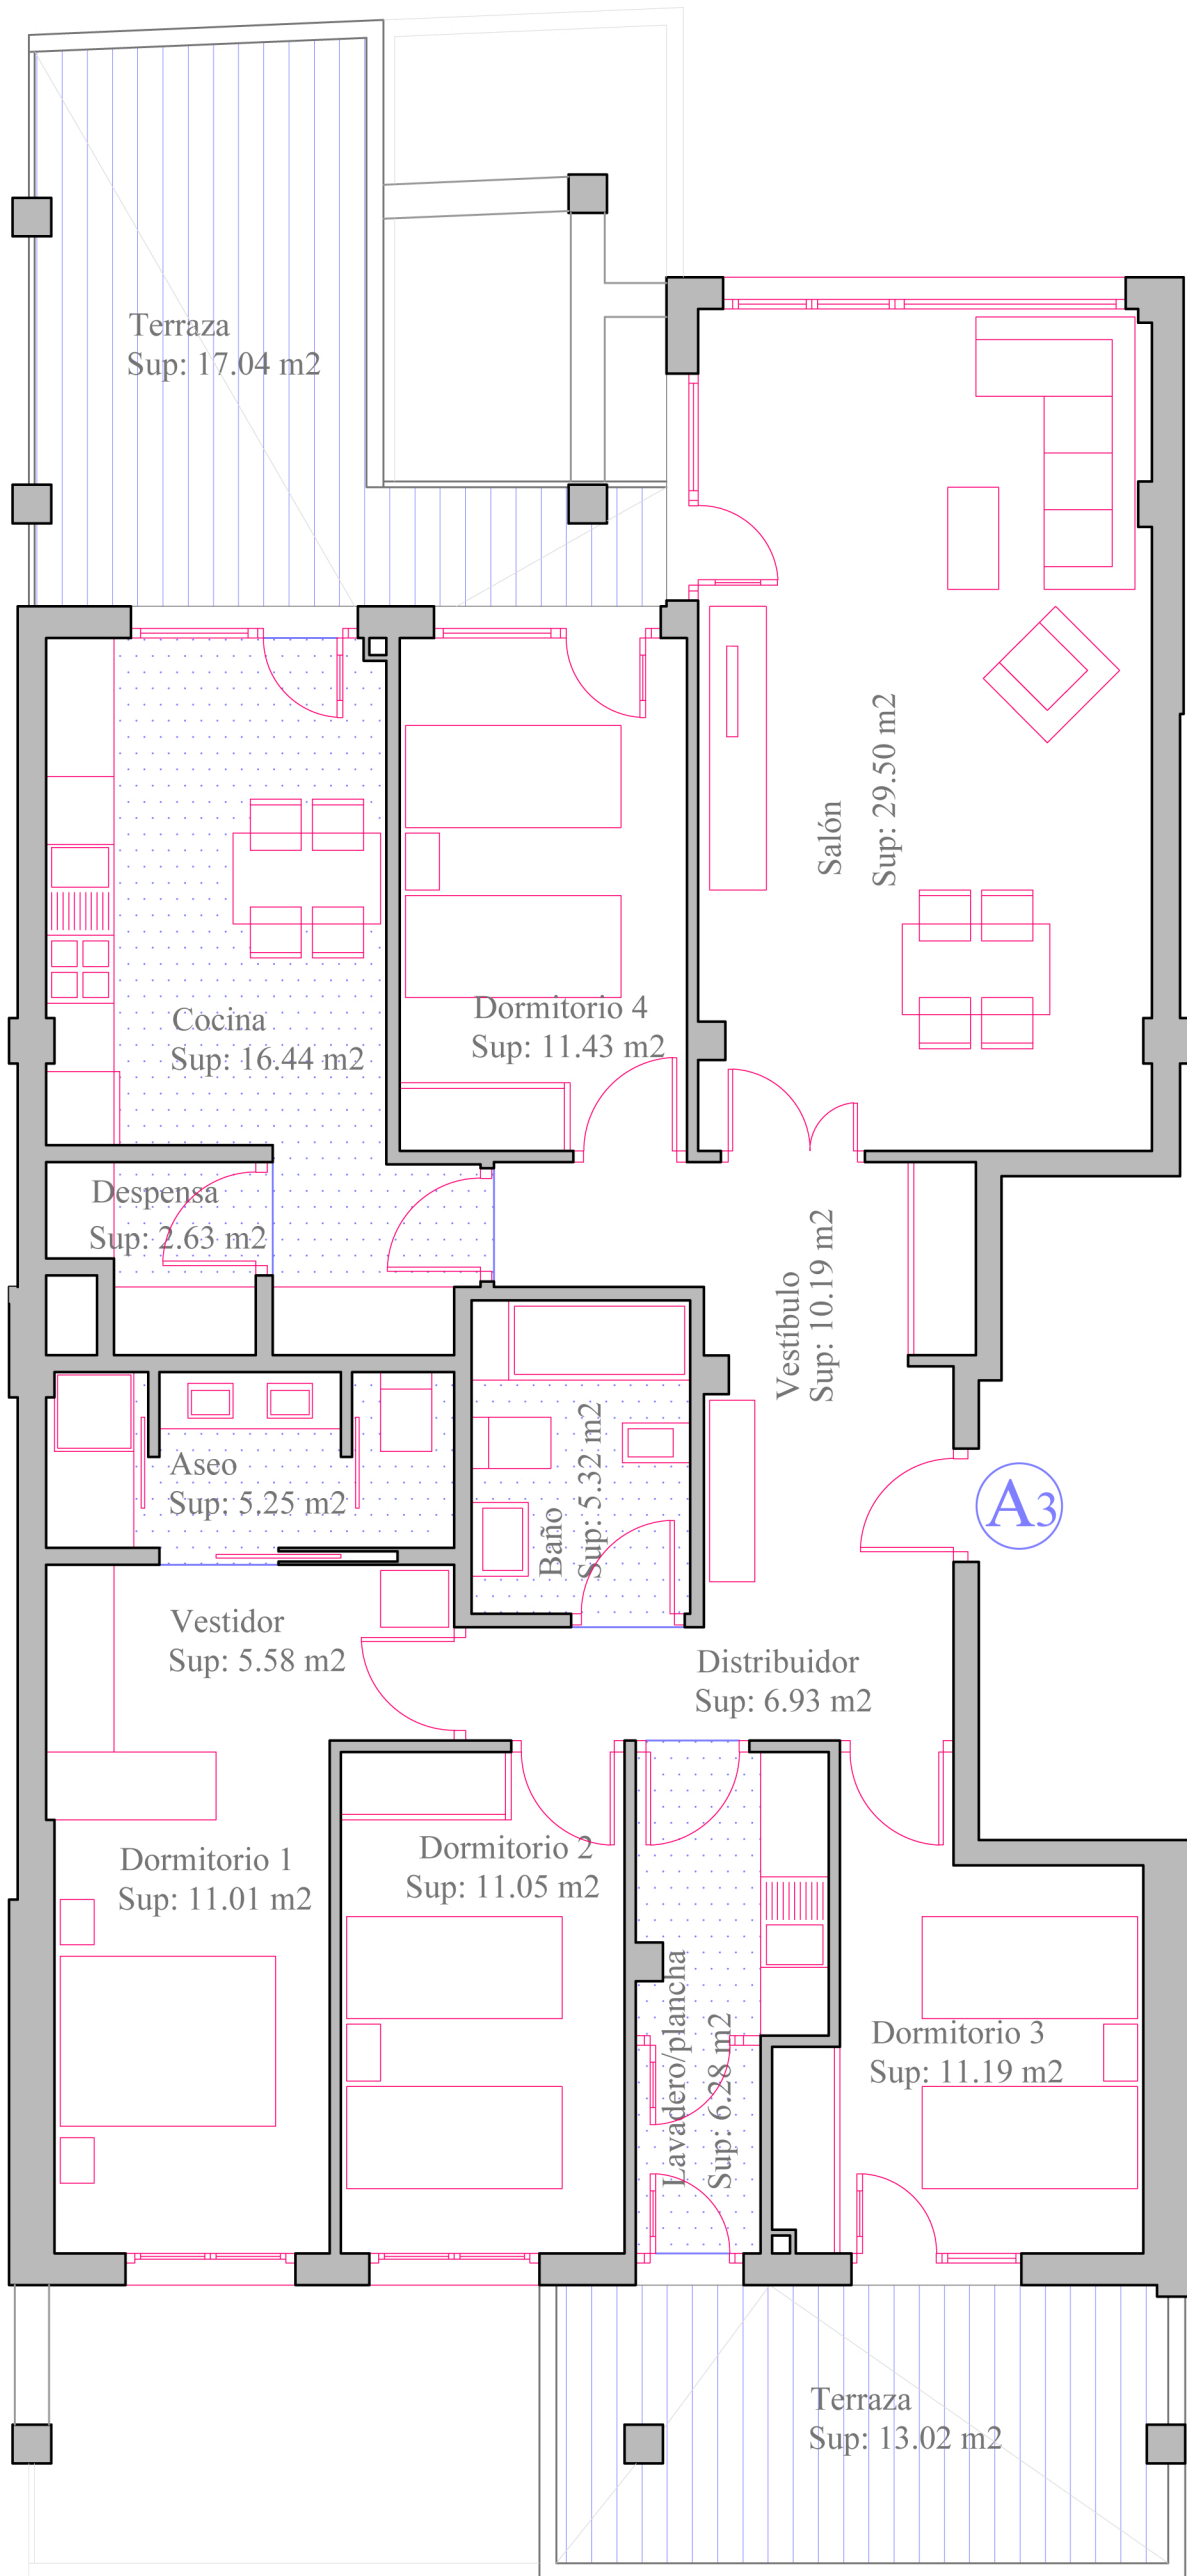 Terraza
Sup: 17.04 m2
Salón
Sup: 29.50 m2
Cocina
Sup: 16.44 m2
Dormitorio 4
Sup: 11.43 m2
Despensa
Sup: 2.63 m2
Vestíbulo
Sup: 10.19 m2
Aseo
Sup: 5.25 m2
Baño
Sup: 5.32 m2
A3
Vestidor
Sup: 5.58 m2
Distribuidor
Sup: 6.93 m2
Dormitorio 1
Sup: 11.01 m2
Dormitorio 2
Sup: 11.05 m2
Lavadero/plancha
Sup: 6.28 m2
Dormitorio 3
Sup: 11.19 m2
Terraza
Sup: 13.02 m2